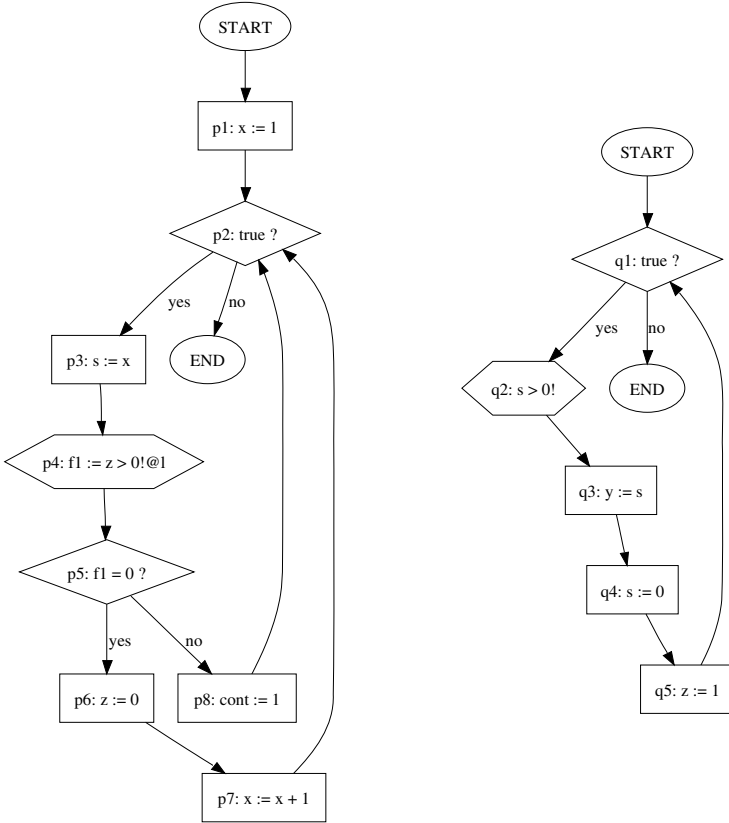 START
p1: x := 1
p2: true ?
yes
no
p3: s := x
END
p4: f1 := z > 0!@l
p5: f1 = 0 ?
yes
no
p6: z := 0
p8: cont := 1
p7: x := x + 1
START
q1: true ?
yes
no
q2: s > 0!
END
q3: y := s
q4: s := 0
q5: z := 1